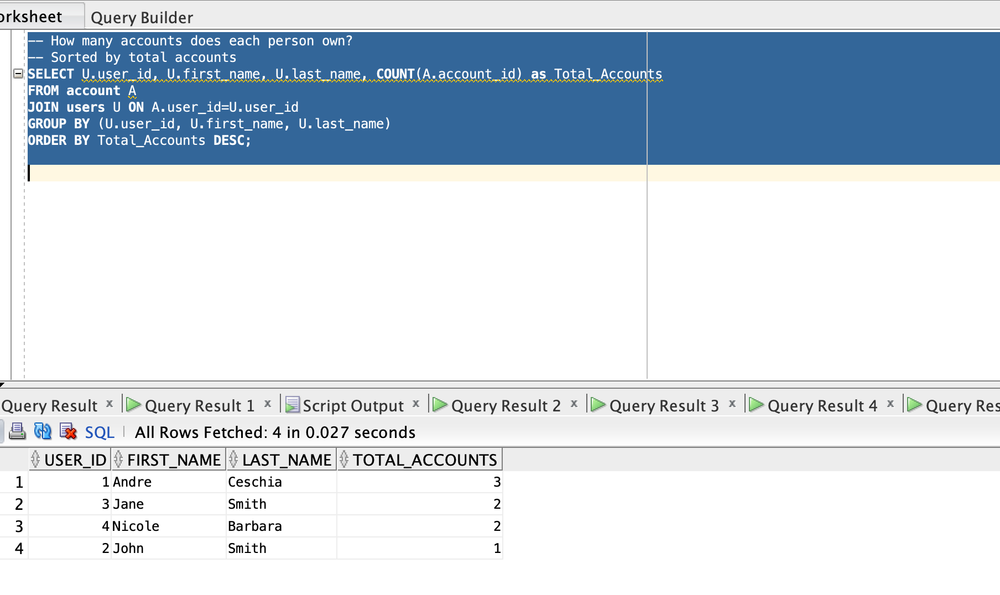 orksheet Query Builder
-- How many accounts does each person own?
-- Sorted by total accounts
SELECT U.user_id, U.first_name, U.last_name, COUNT(A.account_id) as Total_Accounts
FROM account A
JOIN users U ON A.user_id=U.user_id
GROUP BY (U.user_id, U.first_name, U.last_name)
ORDER BY Total_Accounts DESC;
Query Result x Query Result 1 x Script Output x Query Result 2 x Query Result 3 x Query Result 4 x Query Res
SQL All Rows Fetched: 4 in 0.027 seconds
USER_ID FIRST_NAME LAST_NAME TOTAL_ACCOUNTS
1 1 Andre Ceschia 3
2 3 Jane Smith 2
3 4 Nicole Barbara 2
4 2 John Smith 1